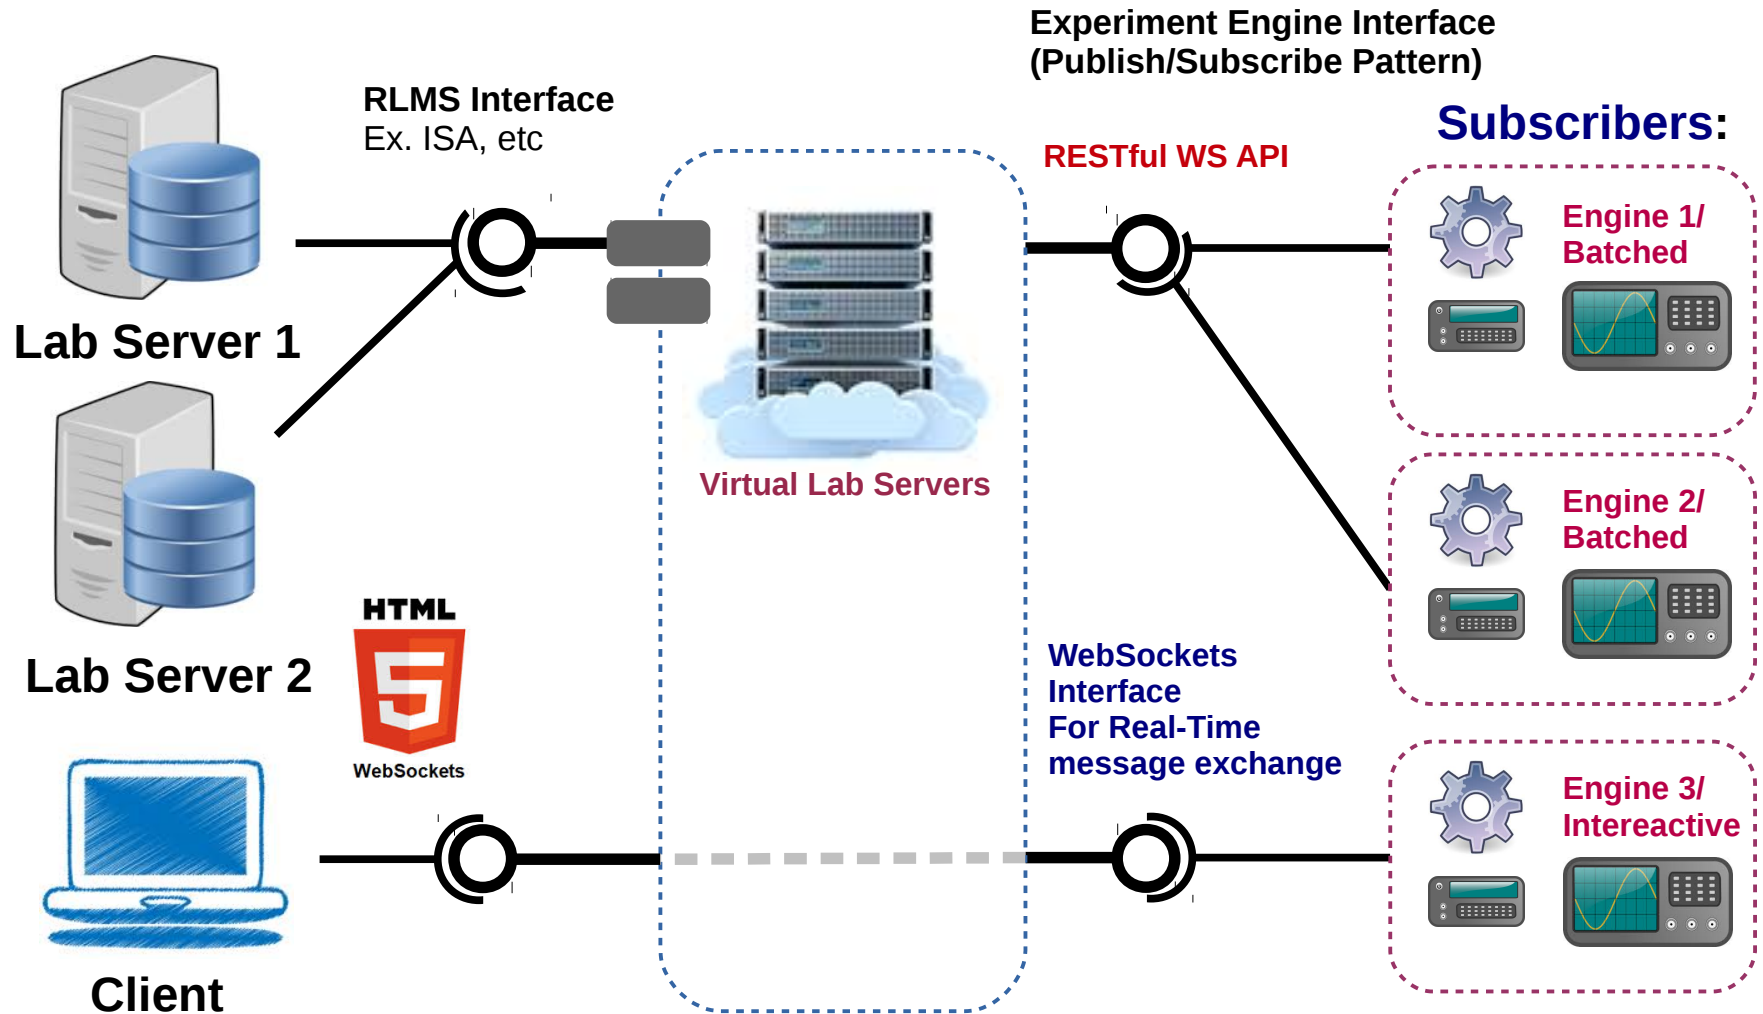 Experiment Engine Interface
(Publish/Subscribe Pattern)
RLMS Interface
Ex. ISA, etc
Subscribers:
RESTful WS API
Engine 1/
Batched
Lab Server 1
Virtual Lab Servers
Engine 2/
Batched
HTML
5
WebSockets
Lab Server 2
WebSockets
Interface
For Real-Time
message exchange
Engine 3/
Intereactive
Client